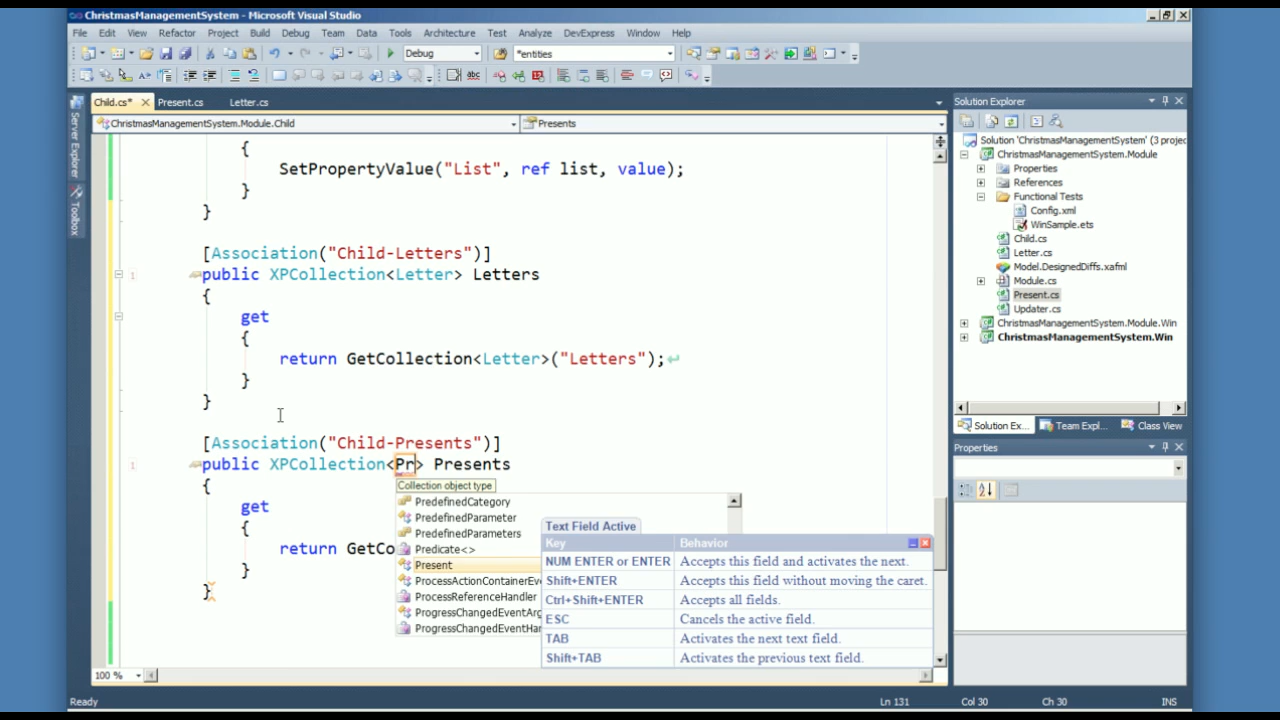 ChristmasManagementSystem - Microsoft Visual Studio
File Edit View Refactor Project Build Debug Team Data Tools Architecture Test Analyze DevExpress Window Help
Debug *entities
Child.cs* Present.cs Letter.cs
ChristmasManagementSystem.Module.Child Presents
Server Explorer
Toolbox
{
SetPropertyValue("List", ref list, value);
}
}
[Association("Child-Letters")]
1 public XPCollection<Letter> Letters
{
get
{
return GetCollection<Letter>("Letters");
}
}
[Association("Child-Presents")]
1 public XPCollection<Pr> Presents
{
get
{
return GetCo
}
}
Collection object type
PredefinedCategory
PredefinedParameter
PredefinedParameters
Predicate<>
Present
ProcessActionContainerEve
ProcessReferenceHandler
ProgressChangedEventArg
ProgressChangedEventHar
Text Field Active
Key Behavior
NUM ENTER or ENTER Accepts this field and activates the next.
Shift+ENTER Accepts this field without moving the caret.
Ctrl+Shift+ENTER Accepts all fields.
ESC Cancels the active field.
TAB Activates the next text field.
Shift+TAB Activates the previous text field.
100 %
Solution Explorer
Solution 'ChristmasManagementSystem' (3 projec
ChristmasManagementSystem.Module
Properties
References
Functional Tests
Config.xml
WinSample.ets
Child.cs
Letter.cs
Model.DesignedDiffs.xafml
Module.cs
Present.cs
Updater.cs
ChristmasManagementSystem.Module.Win
ChristmasManagementSystem.Win
Solution Ex... Team Expl... Class View
Properties
Ready Ln 131 Col 30 Ch 30 INS